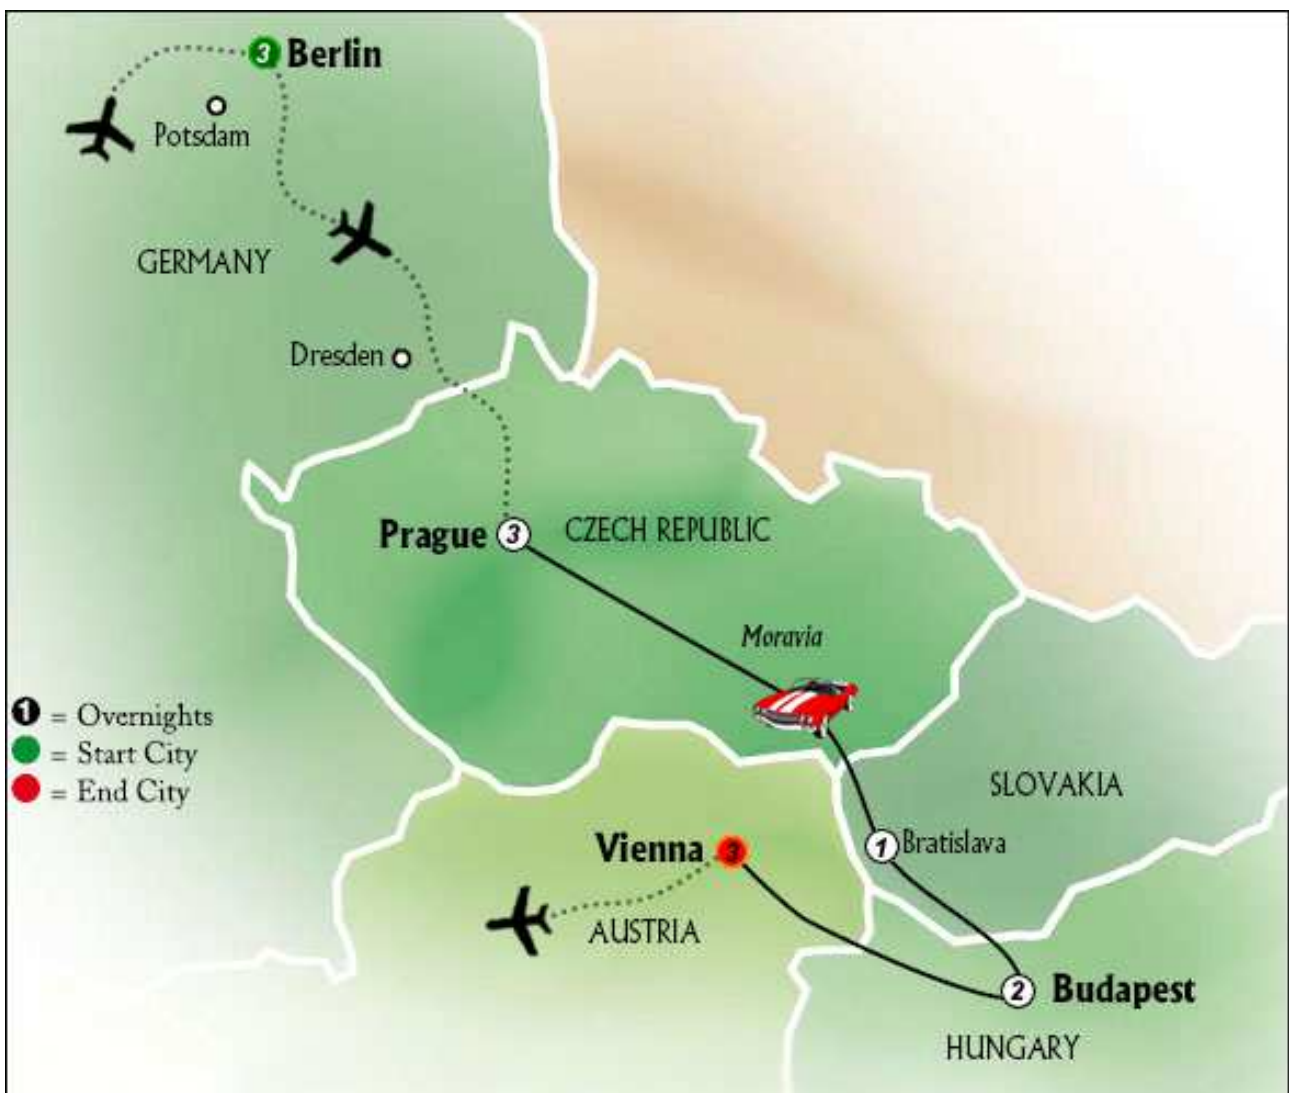 3 Berlin
Potsdam
GERMANY
Dresden
Prague 3 CZECH REPUBLIC
Moravia
1 = Overnights
= Start City
= End City
SLOVAKIA
Vienna 3
1 Bratislava
AUSTRIA
2 Budapest
HUNGARY